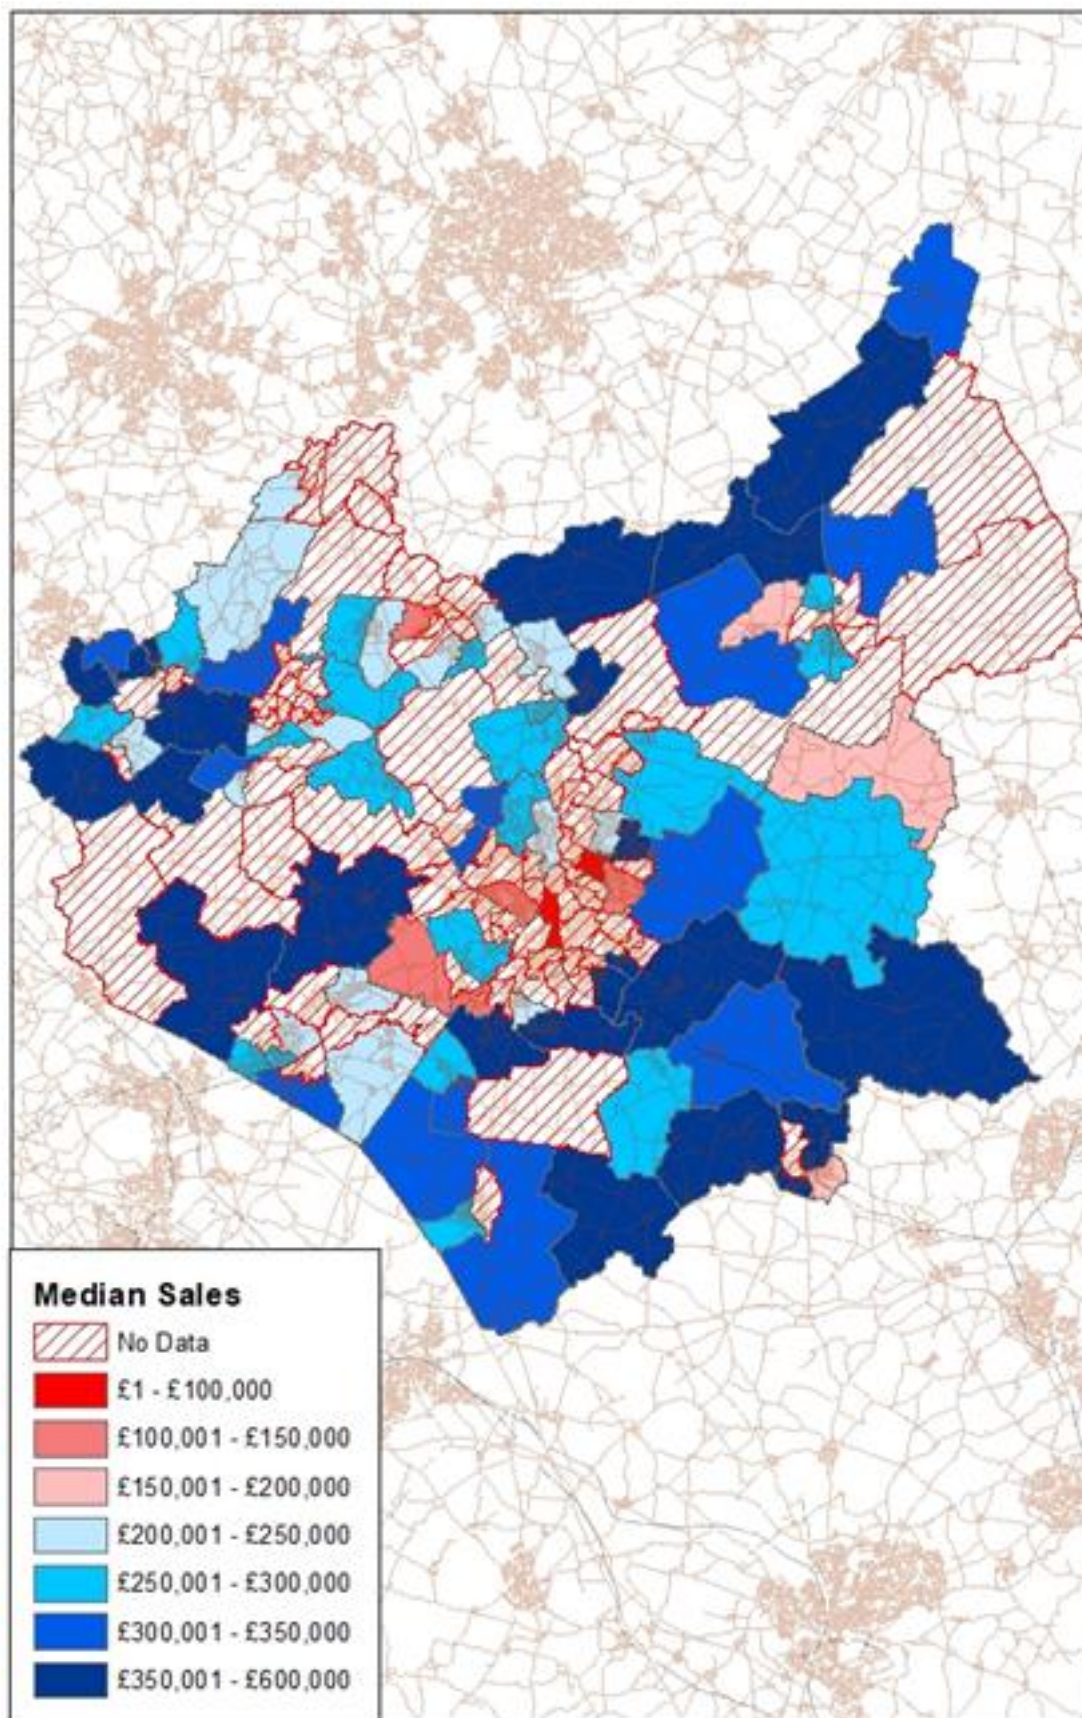 Median Sales
No Data
£1 - £100,000
£100,001 - £150,000
£150,001 - £200,000
£200,001 - £250,000
£250,001 - £300,000
£300,001 - £350,000
£350,001 - £600,000